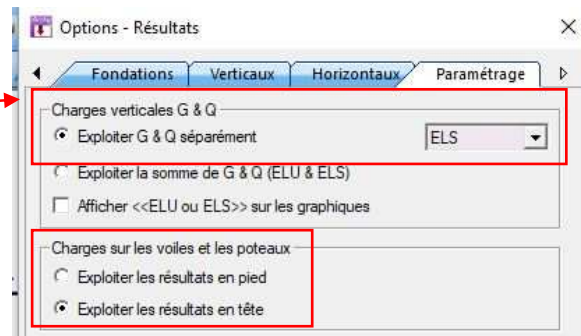 Options - Résultats
Fondations Verticaux Horizontaux Paramétrage
Charges verticales G & Q
Exploiter G & Q séparément ELS
Exploiter la somme de G & Q (ELU & ELS)
Afficher <<ELU ou ELS>> sur les graphiques
Charges sur les voiles et les poteaux
Exploiter les résultats en pied
Exploiter les résultats en tête